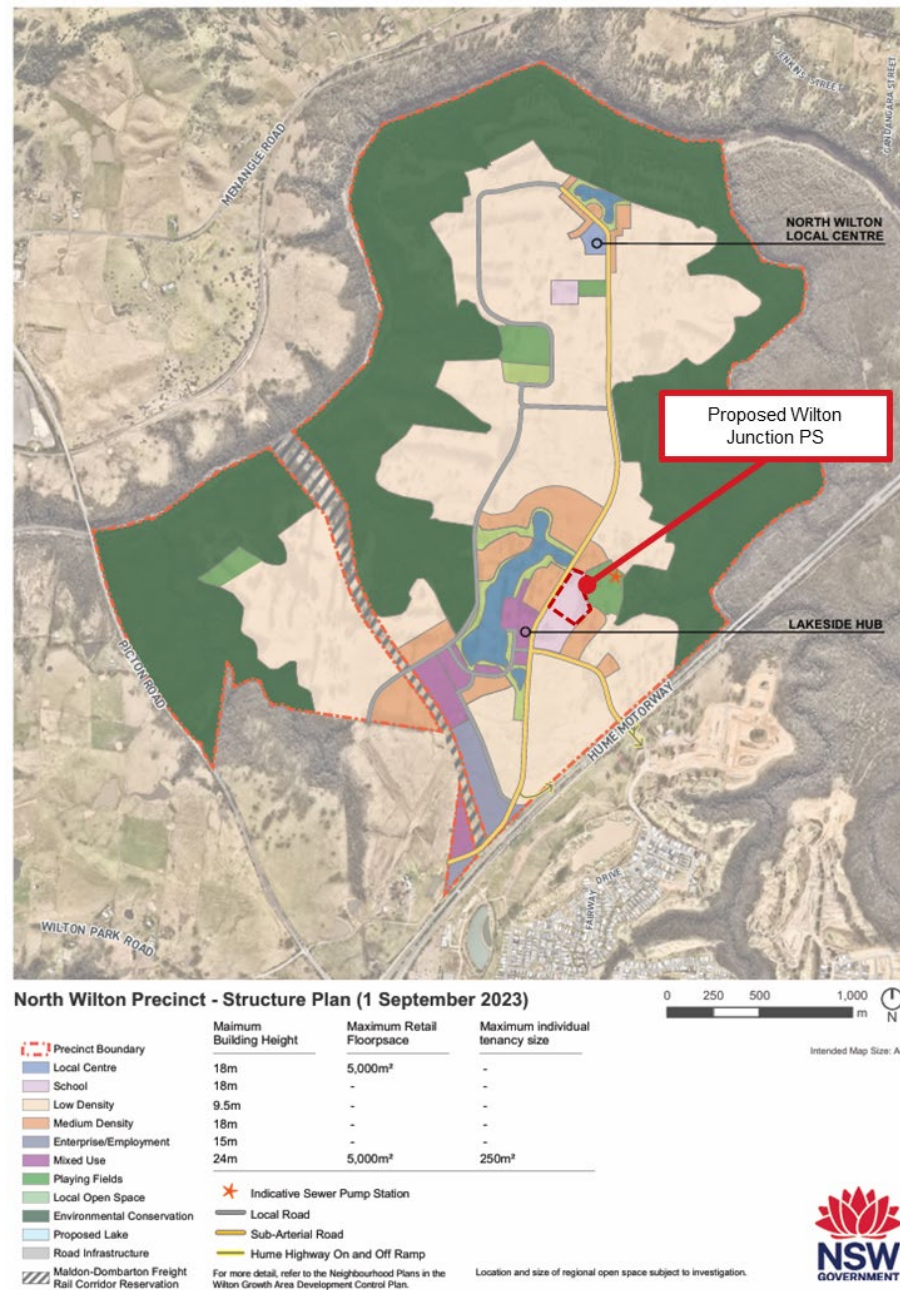 JENKINS STREET
GANDANGARA STREET
MENANGLE ROAD
NORTH WILTON
LOCAL CENTRE
Proposed Wilton
Junction PS
LAKESIDE HUB
PICTON ROAD
HUME MOTORWAY
FAIRWAY DRIVE
WILTON PARK ROAD
North Wilton Precinct - Structure Plan (1 September 2023)
0 250 500 1,000
m
N
Intended Map Size: A
Maimum
Building Height
Maximum Retail
Floorpsace
Maximum individual
tenancy size
Precinct Boundary
Local Centre 18m 5,000m² -
School 18m - -
Low Density 9.5m - -
Medium Density 18m - -
Enterprise/Employment 15m - -
Mixed Use 24m 5,000m² 250m²
Playing Fields
Local Open Space
Environmental Conservation
Proposed Lake
Road Infrastructure
Maldon-Dombarton Freight
Rail Corridor Reservation
Indicative Sewer Pump Station
Local Road
Sub-Arterial Road
Hume Highway On and Off Ramp
For more detail, refer to the Neighbourhood Plans in the
Wilton Growth Area Development Control Plan.
Location and size of regional open space subject to investigation.
NSW
GOVERNMENT